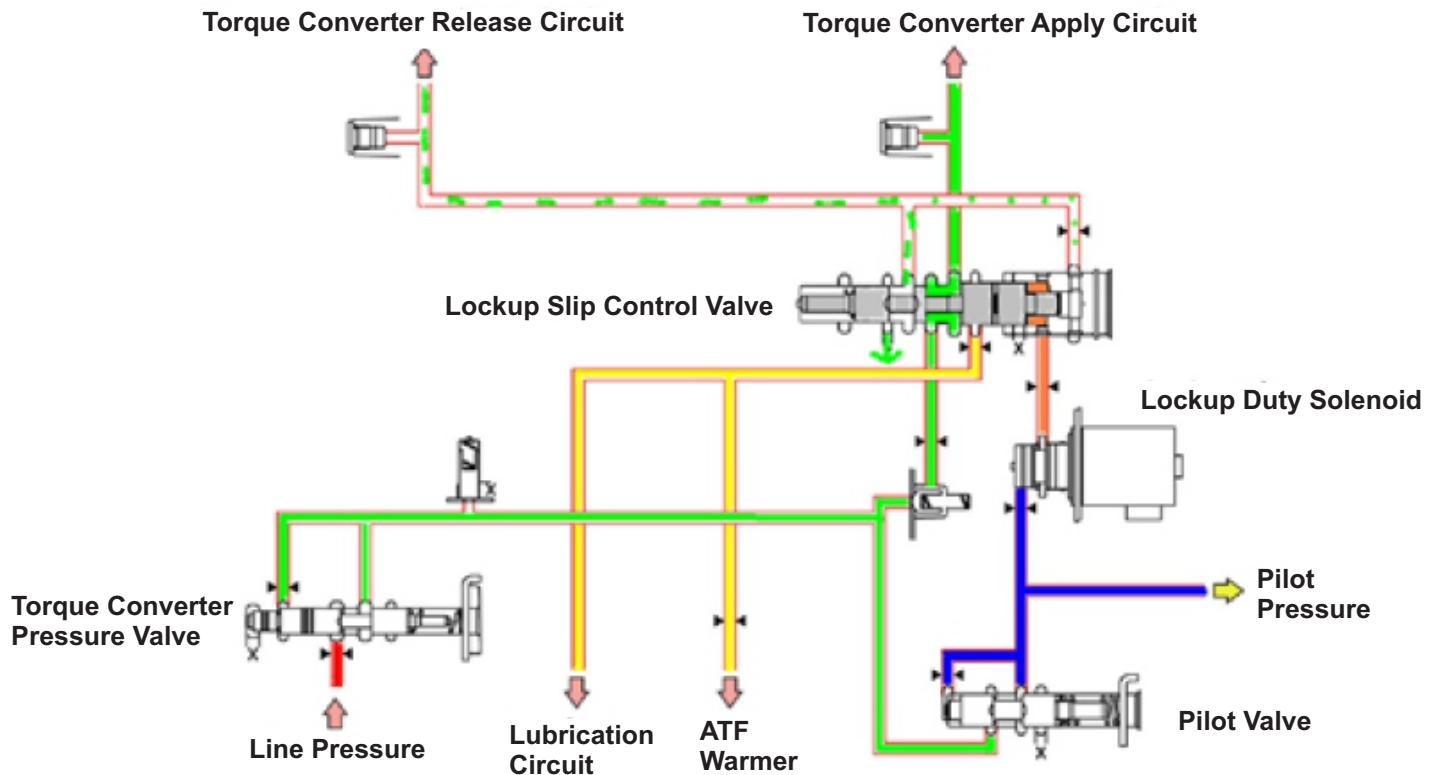 Torque Converter Release Circuit
Torque Converter Apply Circuit
Lockup Slip Control Valve
Lockup Duty Solenoid
Torque Converter
Pressure Valve
Pilot
Pressure
Line Pressure
Lubrication
Circuit
ATF
Warmer
Pilot Valve